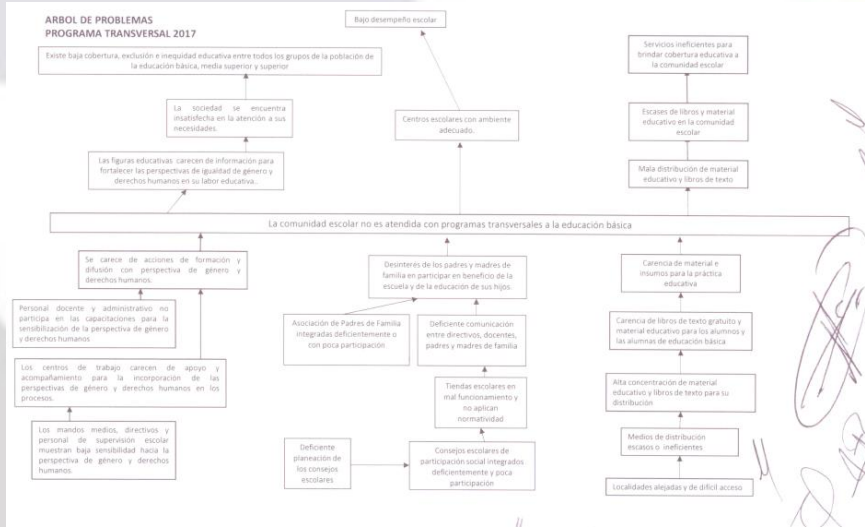 ARBOL DE PROBLEMAS
PROGRAMA TRANSVERSAL 2017
Bajo desempeño escolar
Existe baja cobertura, exclusión e inequidad educativa entre todos los grupos de la población de
la educación básica, media superior y superior
Servicios ineficientes para
brindar cobertura educativa a
la comunidad escolar
La sociedad se encuentra
insatisfecha en la atención a sus
necesidades.
Centros escolares con ambiente
adecuado.
Escases de libros y material
educativo en la comunidad
escolar
Las figuras educativas carecen de información para
fortalecer las perspectivas de igualdad de género y
derechos humanos en su labor educativa..
Mala distribución de material
educativo y libros de texto
La comunidad escolar no es atendida con programas transversales a la educación básica
Se carece de acciones de formación y
difusión con perspectiva de género y
derechos humanos.
Desinteres de los padres y madres de
familia en participar en beneficio de la
escuela y de la educación de sus hijos.
Carencia de material e
insumos para la práctica
educativa
Personal docente y administrativo no
participa en las capacitaciones para la
sensibilización de la perspectiva de género
y derechos humanos
Asociación de Padres de Familia
integradas deficientemente o
con poca participación
Deficiente comunicación
entre directivos, docentes,
padres y madres de familia
Carencia de libros de texto gratuito y
material educativo para los alumnos y
las alumnas de educación básica
Los centros de trabajo carecen de apoyo y
acompañamiento para la incorporación de las
perspectivas de género y derechos humanos en los
procesos.
Tiendas escolares en
mal funcionamiento y
no aplican
normatividad
Alta concentración de material
educativo y libros de texto para su
distribución
Los mandos medios, directivos y
personal de supervisión escolar
muestran baja sensibilidad hacia la
perspectiva de género y derechos
humanos
Deficiente
planeación de
los consejos
escolares
Consejos escolares de
participación social integrados
deficientemente y poca
participación
Medios de distribución
escasos o ineficientes
Localidades alejadas y de difícil acceso